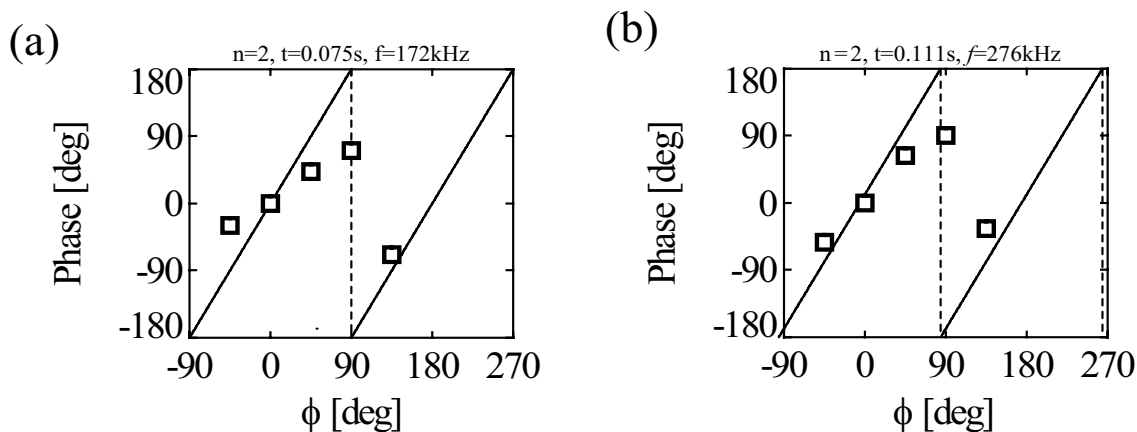 (a)
n=2, t=0.075s, f=172kHz
180
90
0
-90
-180
Phase [deg]
-90 0 90 180 270
ϕ [deg]
(b)
n=2, t=0.111s, f=276kHz
180
90
0
-90
-180
Phase [deg]
-90 0 90 180 270
ϕ [deg]